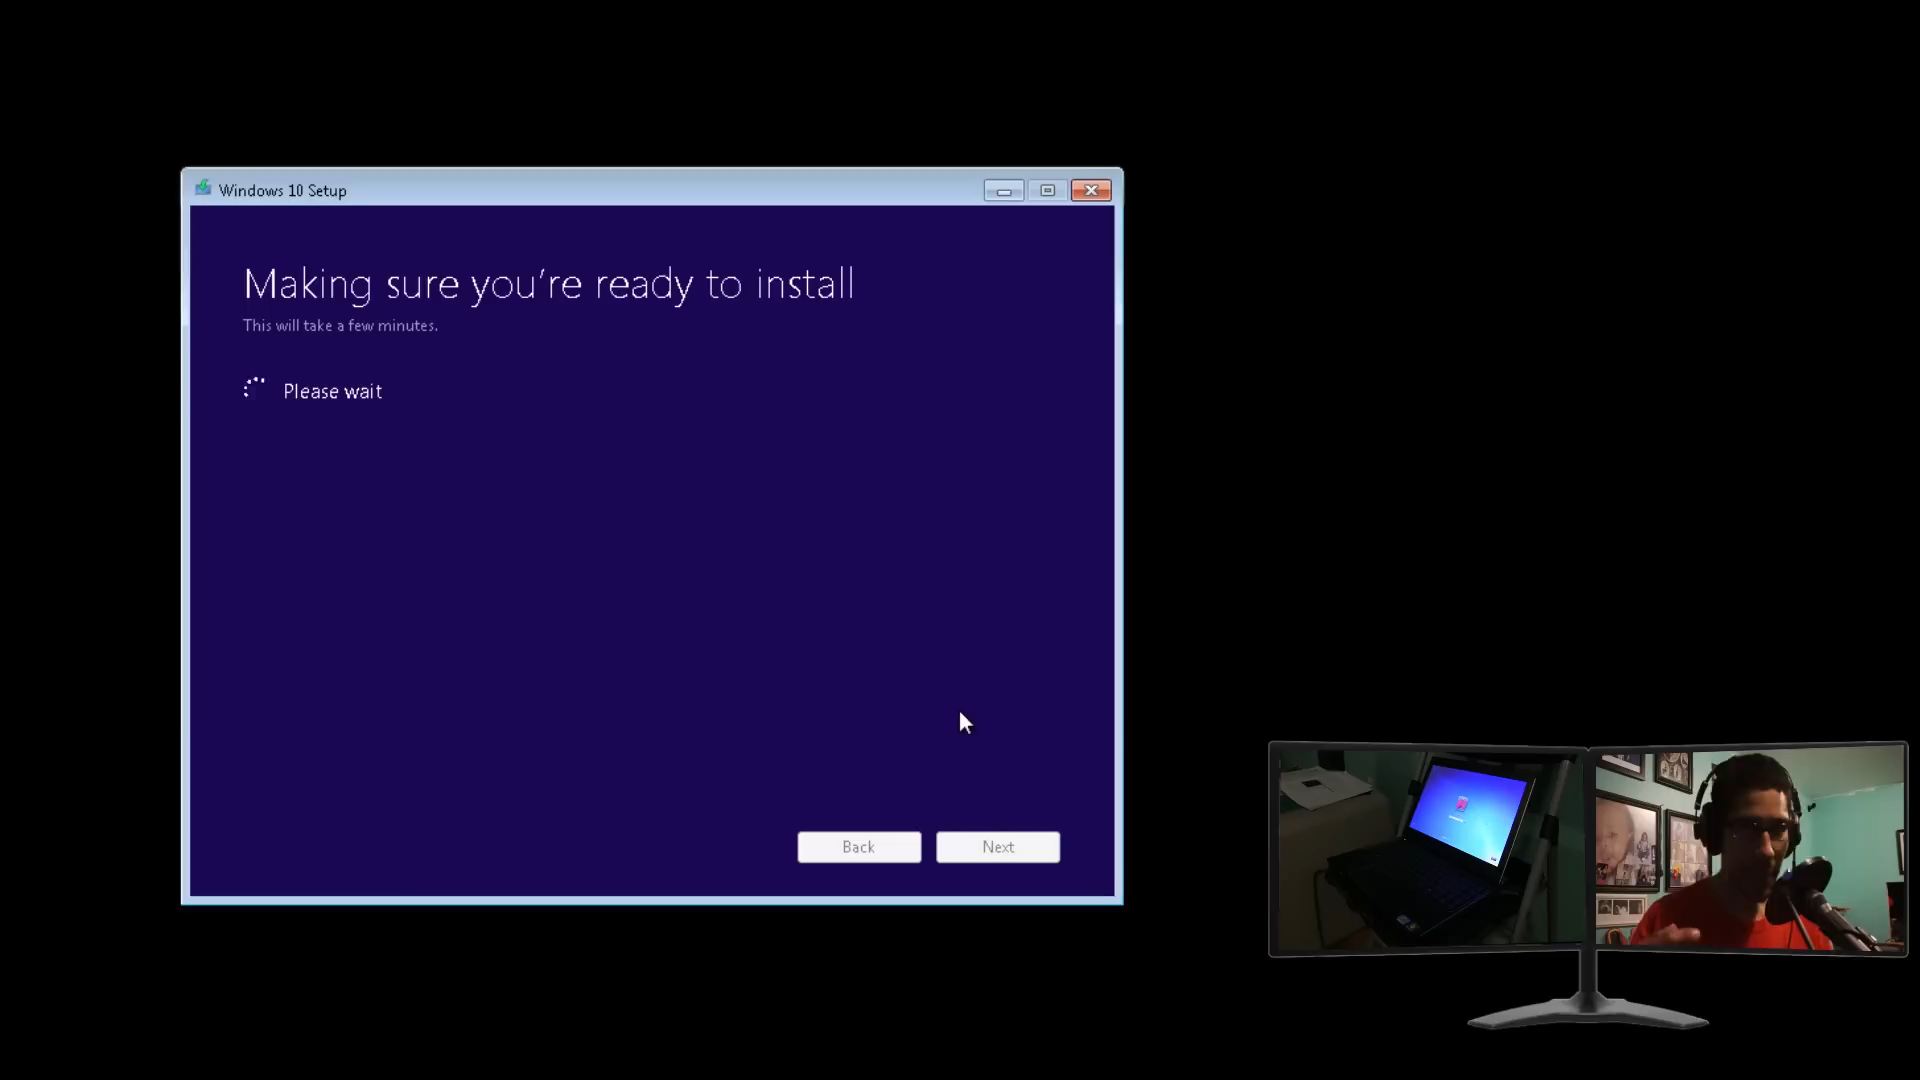 Windows 10 Setup
Making sure you're ready to install
This will take a few minutes.
Please wait
Back
Next